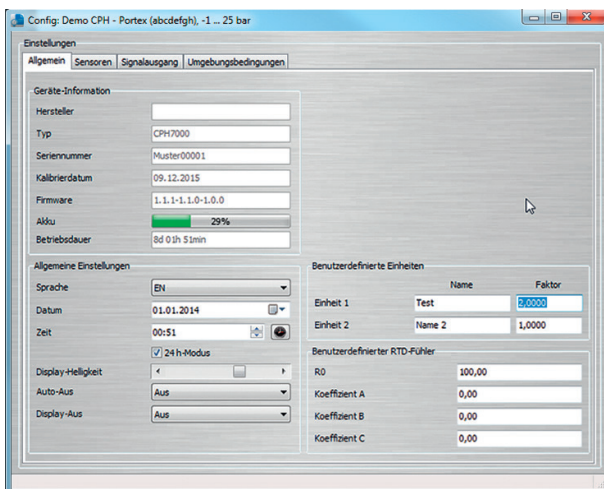 Config: Demo CPH - Portex (abcdefgh), -1 ... 25 bar
Einstellungen
Allgemein Sensoren Signalausgang Umgebungsbedingungen
Geräte-Information
Hersteller
Typ CPH7000
Seriennummer Muster00001
Kalibrierdatum 09.12.2015
Firmware 1.1.1-1.1.0-1.0.0
Akku 29%
Betriebsdauer 8d 01h 51min
Allgemeine Einstellungen
Sprache EN
Datum 01.01.2014
Zeit 00:51
24 h-Modus
Display-Helligkeit
Auto-Aus Aus
Display-Aus Aus
Benutzerdefinierte Einheiten
Name Faktor
Einheit 1 Test 2,0000
Einheit 2 Name 2 1,0000
Benutzerdefinierter RTD-Fühler
R0 100,00
Koeffizient A 0,00
Koeffizient B 0,00
Koeffizient C 0,00